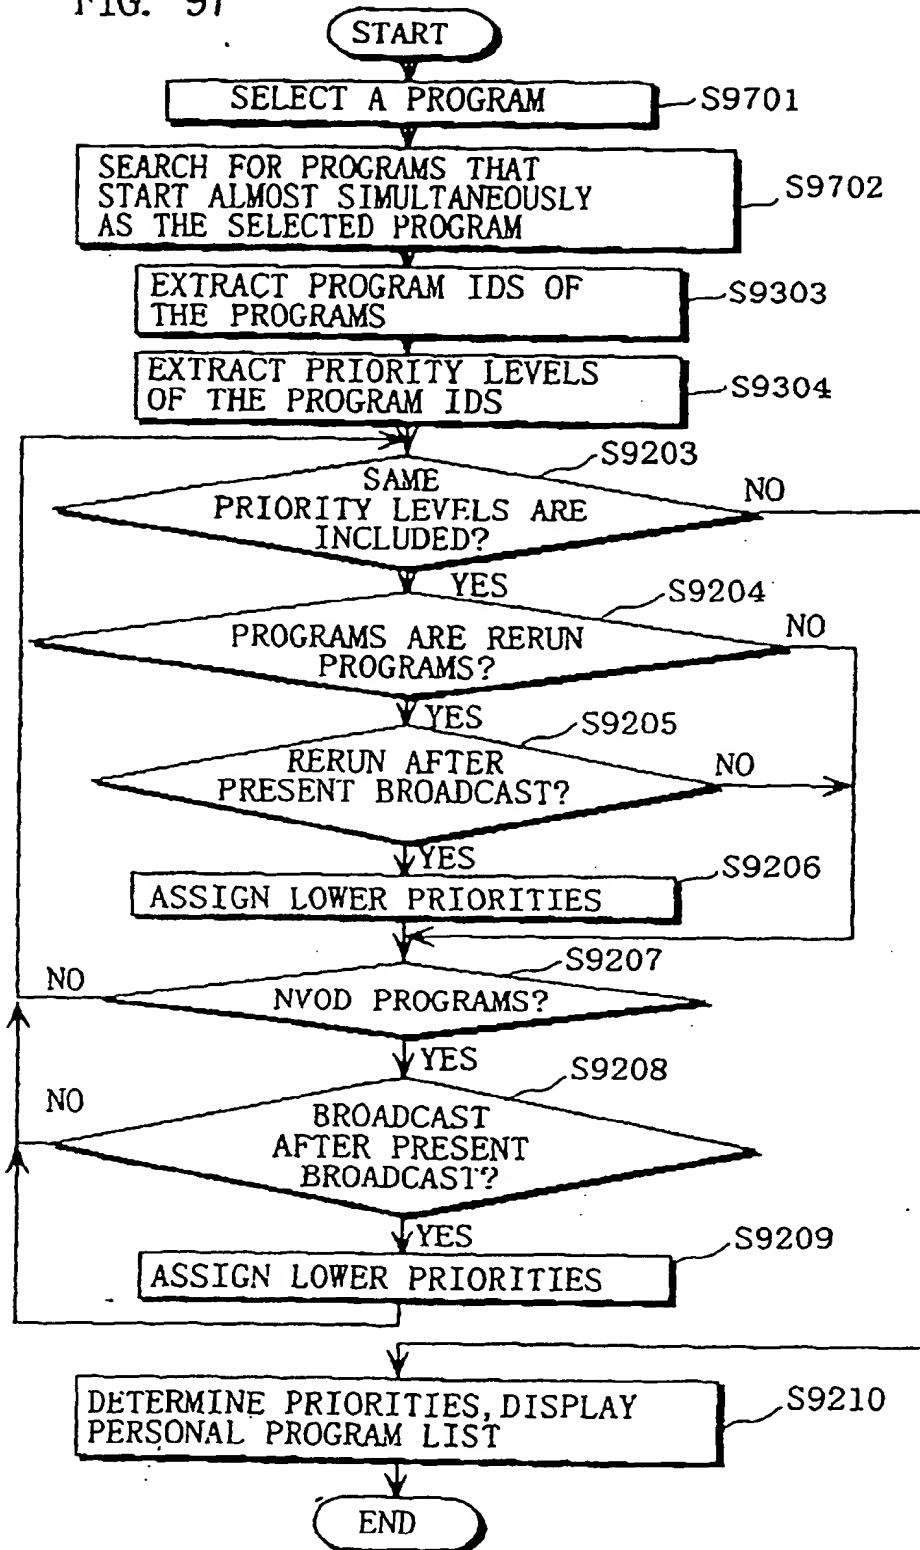 FIG. 97
START
SELECT A PROGRAM
S9701
SEARCH FOR PROGRAMS THAT
START ALMOST SIMULTANEOUSLY
AS THE SELECTED PROGRAM
S9702
EXTRACT PROGRAM IDS OF
THE PROGRAMS
S9303
EXTRACT PRIORITY LEVELS
OF THE PROGRAM IDS
S9304
S9203
SAME
PRIORITY LEVELS ARE
INCLUDED?
NO
YES
S9204
PROGRAMS ARE RERUN
PROGRAMS?
NO
YES
S9205
RERUN AFTER
PRESENT BROADCAST?
NO
YES
S9206
ASSIGN LOWER PRIORITIES
S9207
NO
NVOD PROGRAMS?
YES
S9208
NO
BROADCAST
AFTER PRESENT
BROADCAST?
YES
S9209
ASSIGN LOWER PRIORITIES
DETERMINE PRIORITIES, DISPLAY
PERSONAL PROGRAM LIST
S9210
END